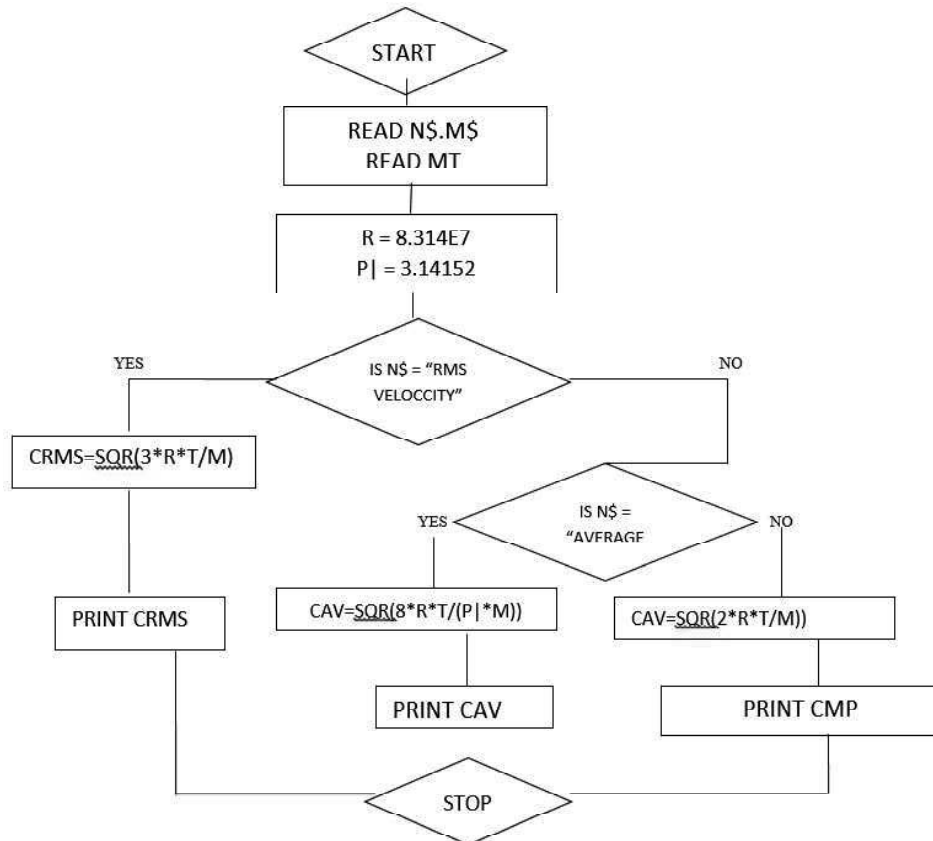 START
READ N$.M$
READ MT
R = 8.314E7
P| = 3.14152
YES
IS N$ = “RMS
VELOCCITY”
NO
CRMS=SQR(3*R*T/M)
YES
IS N$ =
“AVERAGE
NO
PRINT CRMS
CAV=SQR(8*R*T/(P|*M))
CAV=SQR(2*R*T/M))
PRINT CAV
PRINT CMP
STOP